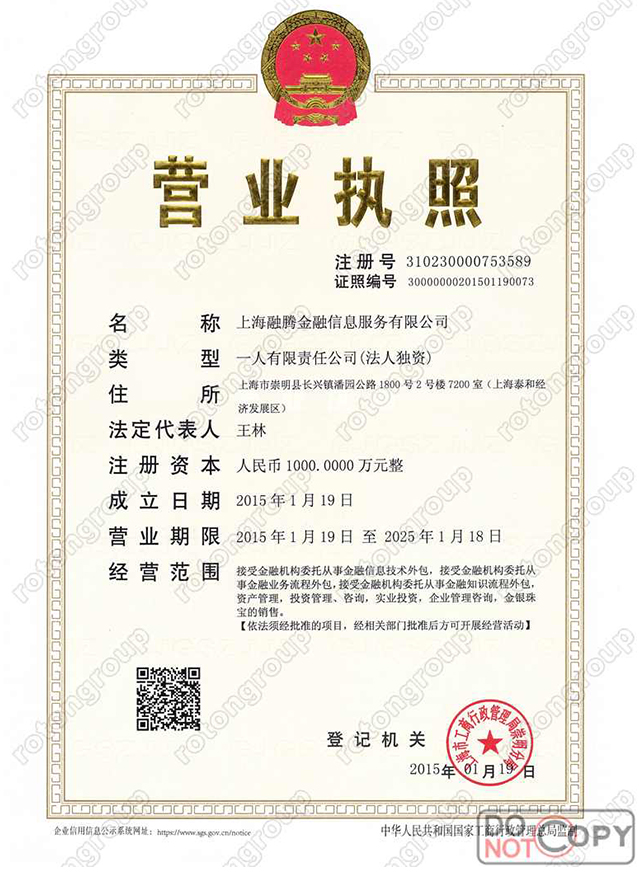 营业执照
注册号 310230000753589
证照编号 30000000201501190073
名称 上海融腾金融信息服务有限公司
类型 一人有限责任公司(法人独资)
住所 上海市崇明县长兴镇潘园公路1800号2号楼7200室(上海泰和经
济发展区)
法定代表人 王林
注册资本 人民币1000.0000万元整
成立日期 2015年1月19日
营业期限 2015年1月19日 至 2025年1月18日
经营范围 接受金融机构委托从事金融信息技术外包,接受金融机构委托从
事金融业务流程外包,接受金融机构委托从事金融知识流程外包,
资产管理,投资管理、咨询,实业投资,企业管理咨询,金银珠
宝的销售。
【依法须经批准的项目,经相关部门批准后方可开展经营活动】
登记机关
上海市工商行政管理局崇明分局
2015年01月19日
企业信用信息公示系统网址: https://www.sgs.gov.cn/notice
中华人民共和国国家工商行政管理总局监制
DO NOT COPY
rotongroup